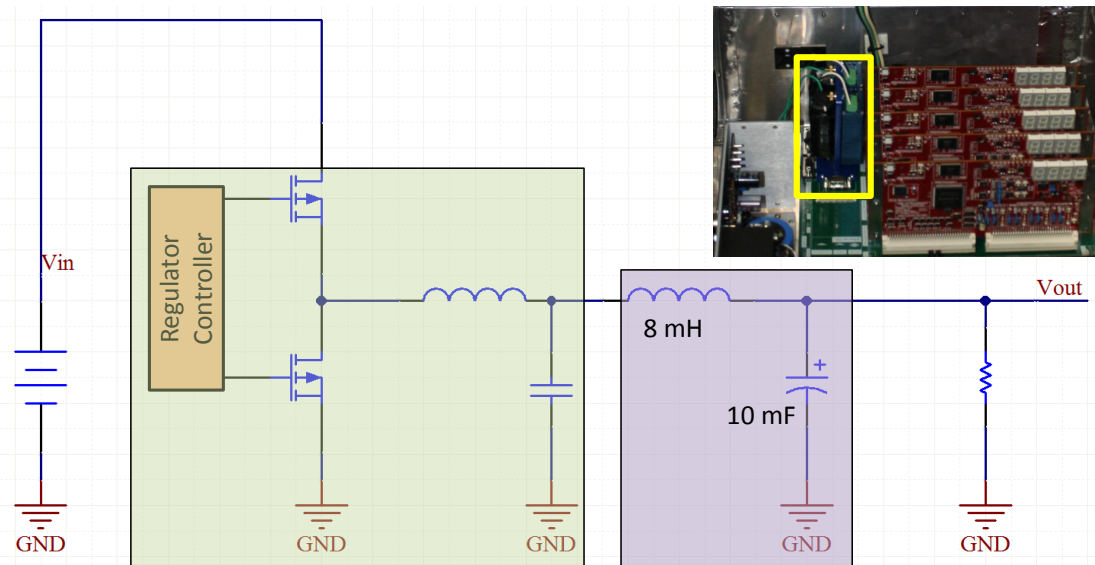 Vin
Regulator
Controller
8 mH
10 mF
Vout
GND
GND
GND
GND
GND